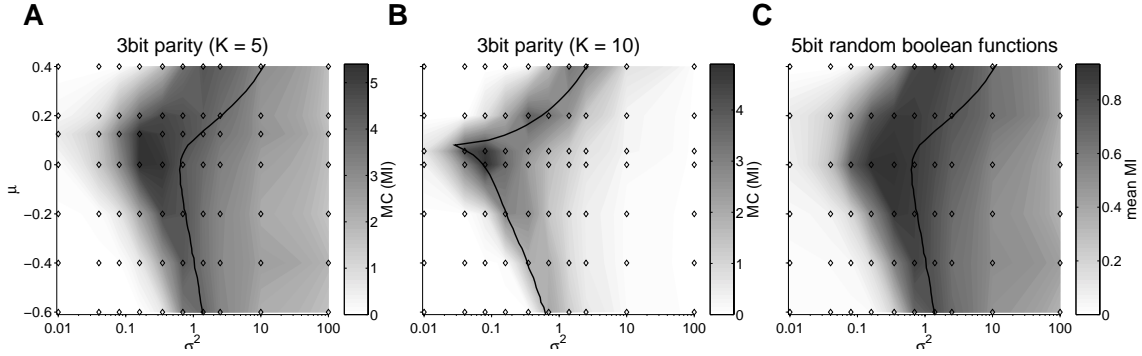 A
B
C
3bit parity (K = 5)
3bit parity (K = 10)
5bit random boolean functions
0.4
0.2
0
−0.2
−0.4
−0.6
μ
0.01 0.1 1 10 100
σ²
5
4
3
2
1
0
MC (MI)
0.01 0.1 1 10 100
σ²
4
3
2
1
0
MC (MI)
0.01 0.1 1 10 100
σ²
0.8
0.6
0.4
0.2
0
mean MI